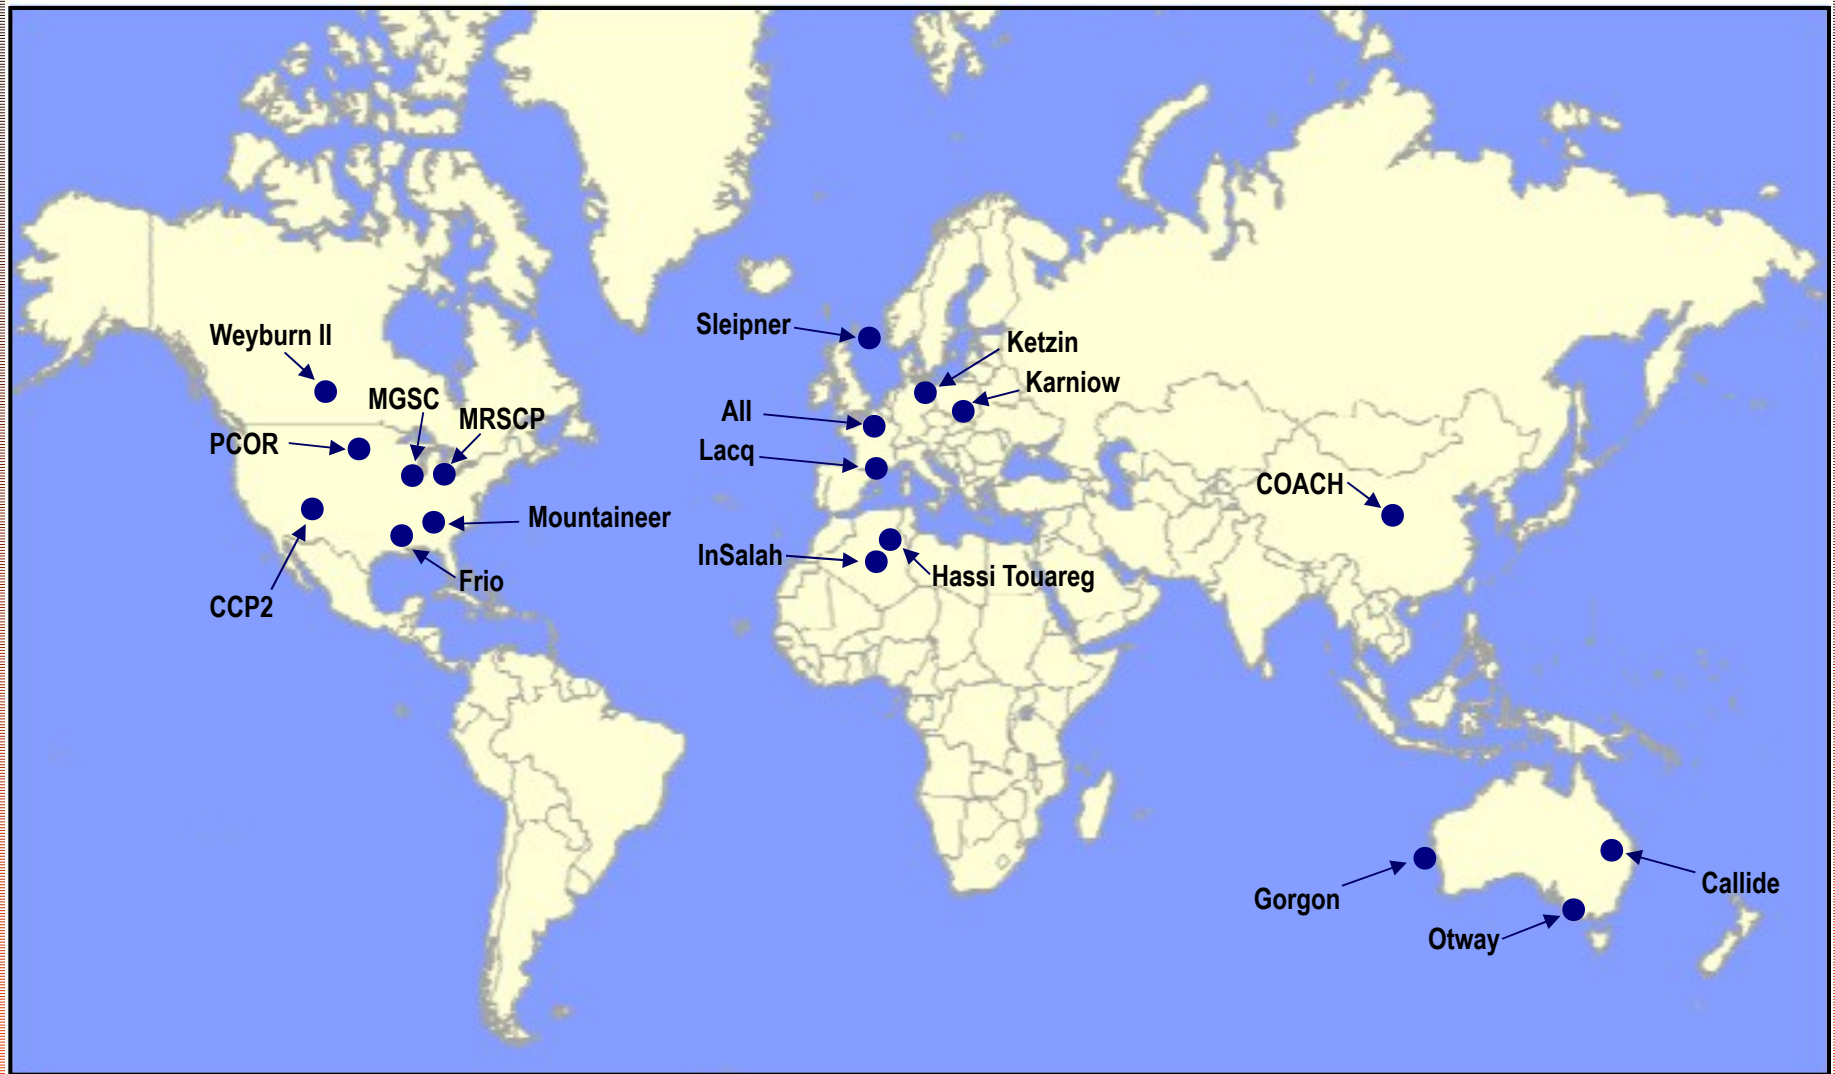 Weyburn II
MGSC
MRSCP
PCOR
Mountaineer
Frio
CCP2
Sleipner
Ketzin
Karniow
All
Lacq
InSalah
Hassi Touareg
COACH
Gorgon
Callide
Otway